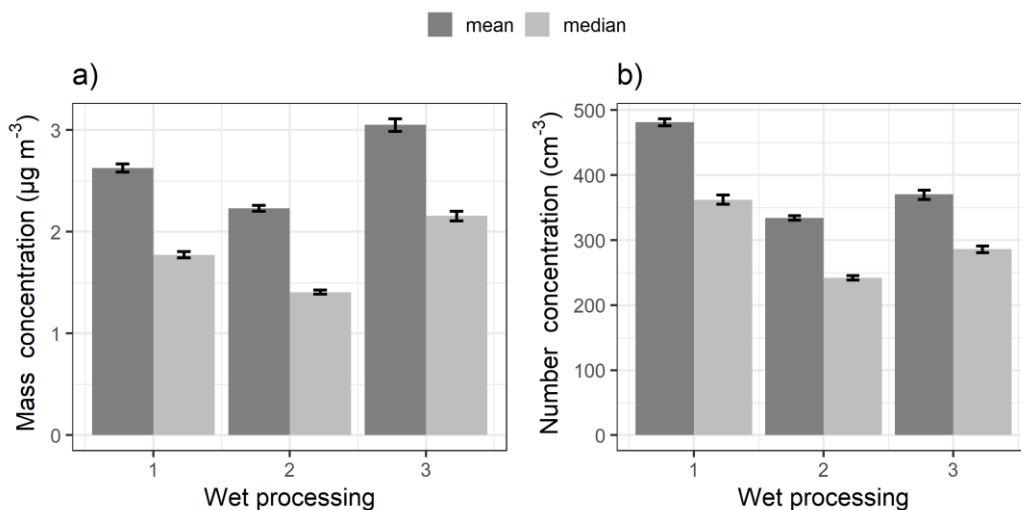 mean median
a)
Mass concentration (µg m⁻³)
3
2
1
0
1 2 3
Wet processing
b)
Number concentration (cm⁻³)
500
400
300
200
100
0
1 2 3
Wet processing